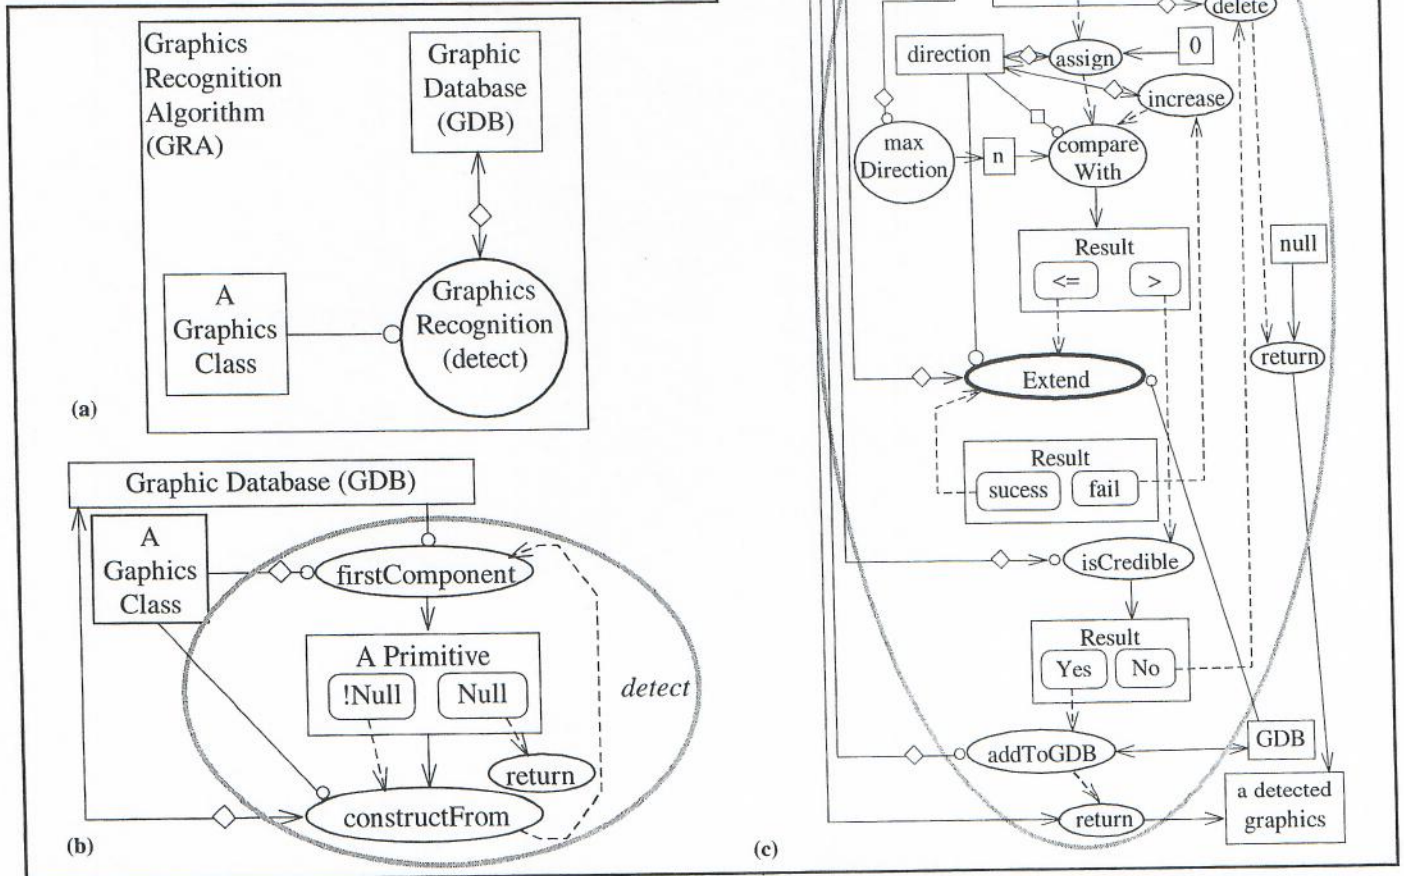 Graphics
Recognition
Algorithm
(GRA)
Graphic
Database
(GDB)
A
Graphics
Class
Graphics
Recognition
(detect)
(a)
Graphic Database (GDB)
A
Gaphics
Class
firstComponent
A Primitive
!Null
Null
detect
return
constructFrom
(b)
delete
direction
assign
0
increase
max
Direction
n
compare
With
Result
<=
>
null
return
Extend
Result
sucess
fail
isCredible
Result
Yes
No
addToGDB
GDB
return
a detected
graphics
(c)